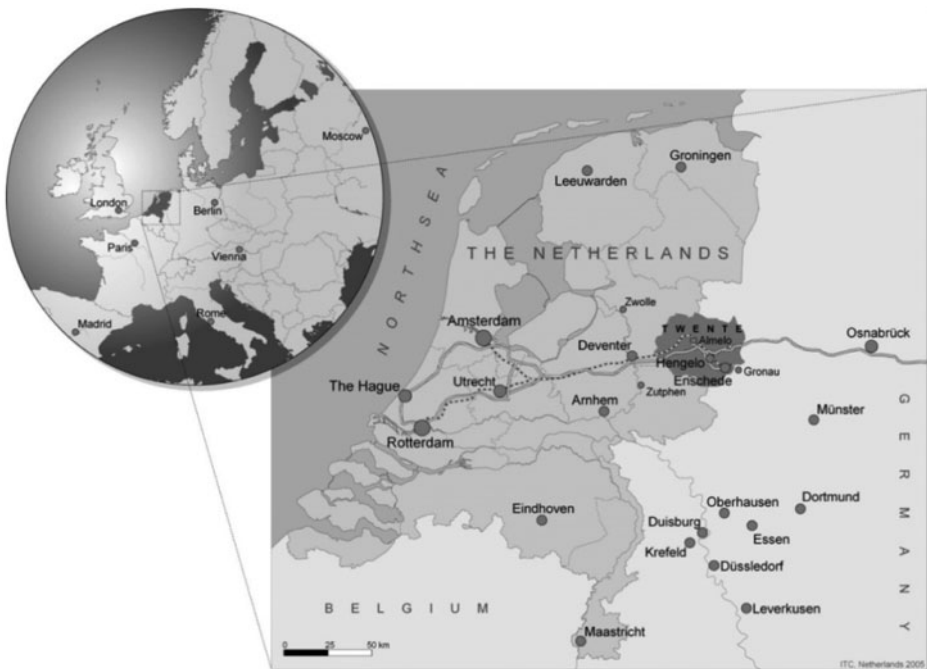 Moscow
London
Berlin
Paris
Vienna
Rome
Madrid
NORTHSEA
Groningen
Leeuwarden
THE NETHERLANDS
Zwolle
TWENTE
Amsterdam
Almelo
Osnabrück
Deventer
Hengelo
The Hague
Utrecht
Enschede
Gronau
Zutphen
Arnhem
Münster
Rotterdam
GERMANY
Eindhoven
Oberhausen
Dortmund
Duisburg
Essen
Krefeld
Düssledorf
BELGIUM
Leverkusen
Maastricht
0 25 50 km
ITC, Netherlands 2005